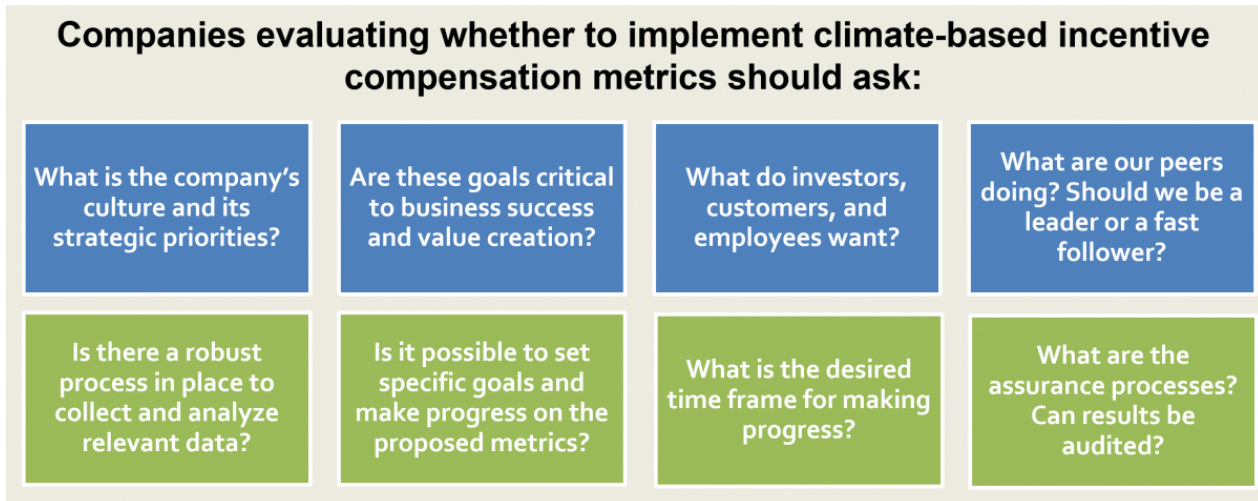 Companies evaluating whether to implement climate-based incentive
compensation metrics should ask:
What is the company's
culture and its
strategic priorities?
Are these goals critical
to business success
and value creation?
What do investors,
customers, and
employees want?
What are our peers
doing? Should we be a
leader or a fast
follower?
Is there a robust
process in place to
collect and analyze
relevant data?
Is it possible to set
specific goals and
make progress on the
proposed metrics?
What is the desired
time frame for making
progress?
What are the
assurance processes?
Can results be
audited?